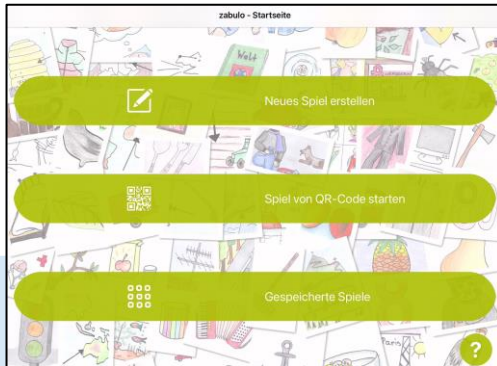 zabulo - Startseite
Welt
Neues Spiel erstellen
Spiel von QR-Code starten
Gespeicherte Spiele
Paris
?